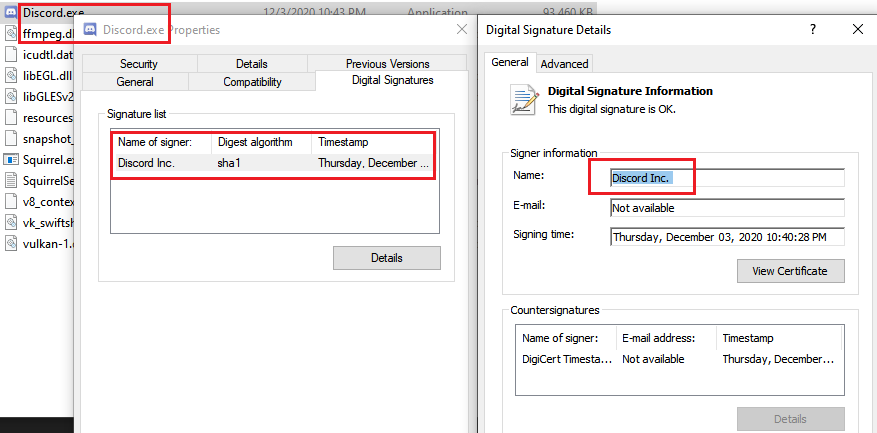 Discord.exe 12/3/2020 10:43 PM Application 93,460 KB
ffmpeg.dl
icudtl.dat
libEGL.dll
libGLESv2
resources
snapshot_
Squirrel.ex
SquirrelSe
v8_contex
vk_swiftsh
vulkan-1.
Discord.exe Properties
Security Details Previous Versions
General Compatibility Digital Signatures
Signature list
Name of signer: Digest algorithm Timestamp
Discord Inc. sha1 Thursday, December ...
Details
Digital Signature Details
General Advanced
Digital Signature Information
This digital signature is OK.
Signer information
Name: Discord Inc.
E-mail: Not available
Signing time: Thursday, December 03, 2020 10:40:28 PM
View Certificate
Countersignatures
Name of signer: E-mail address: Timestamp
DigiCert Timesta... Not available Thursday, December...
Details